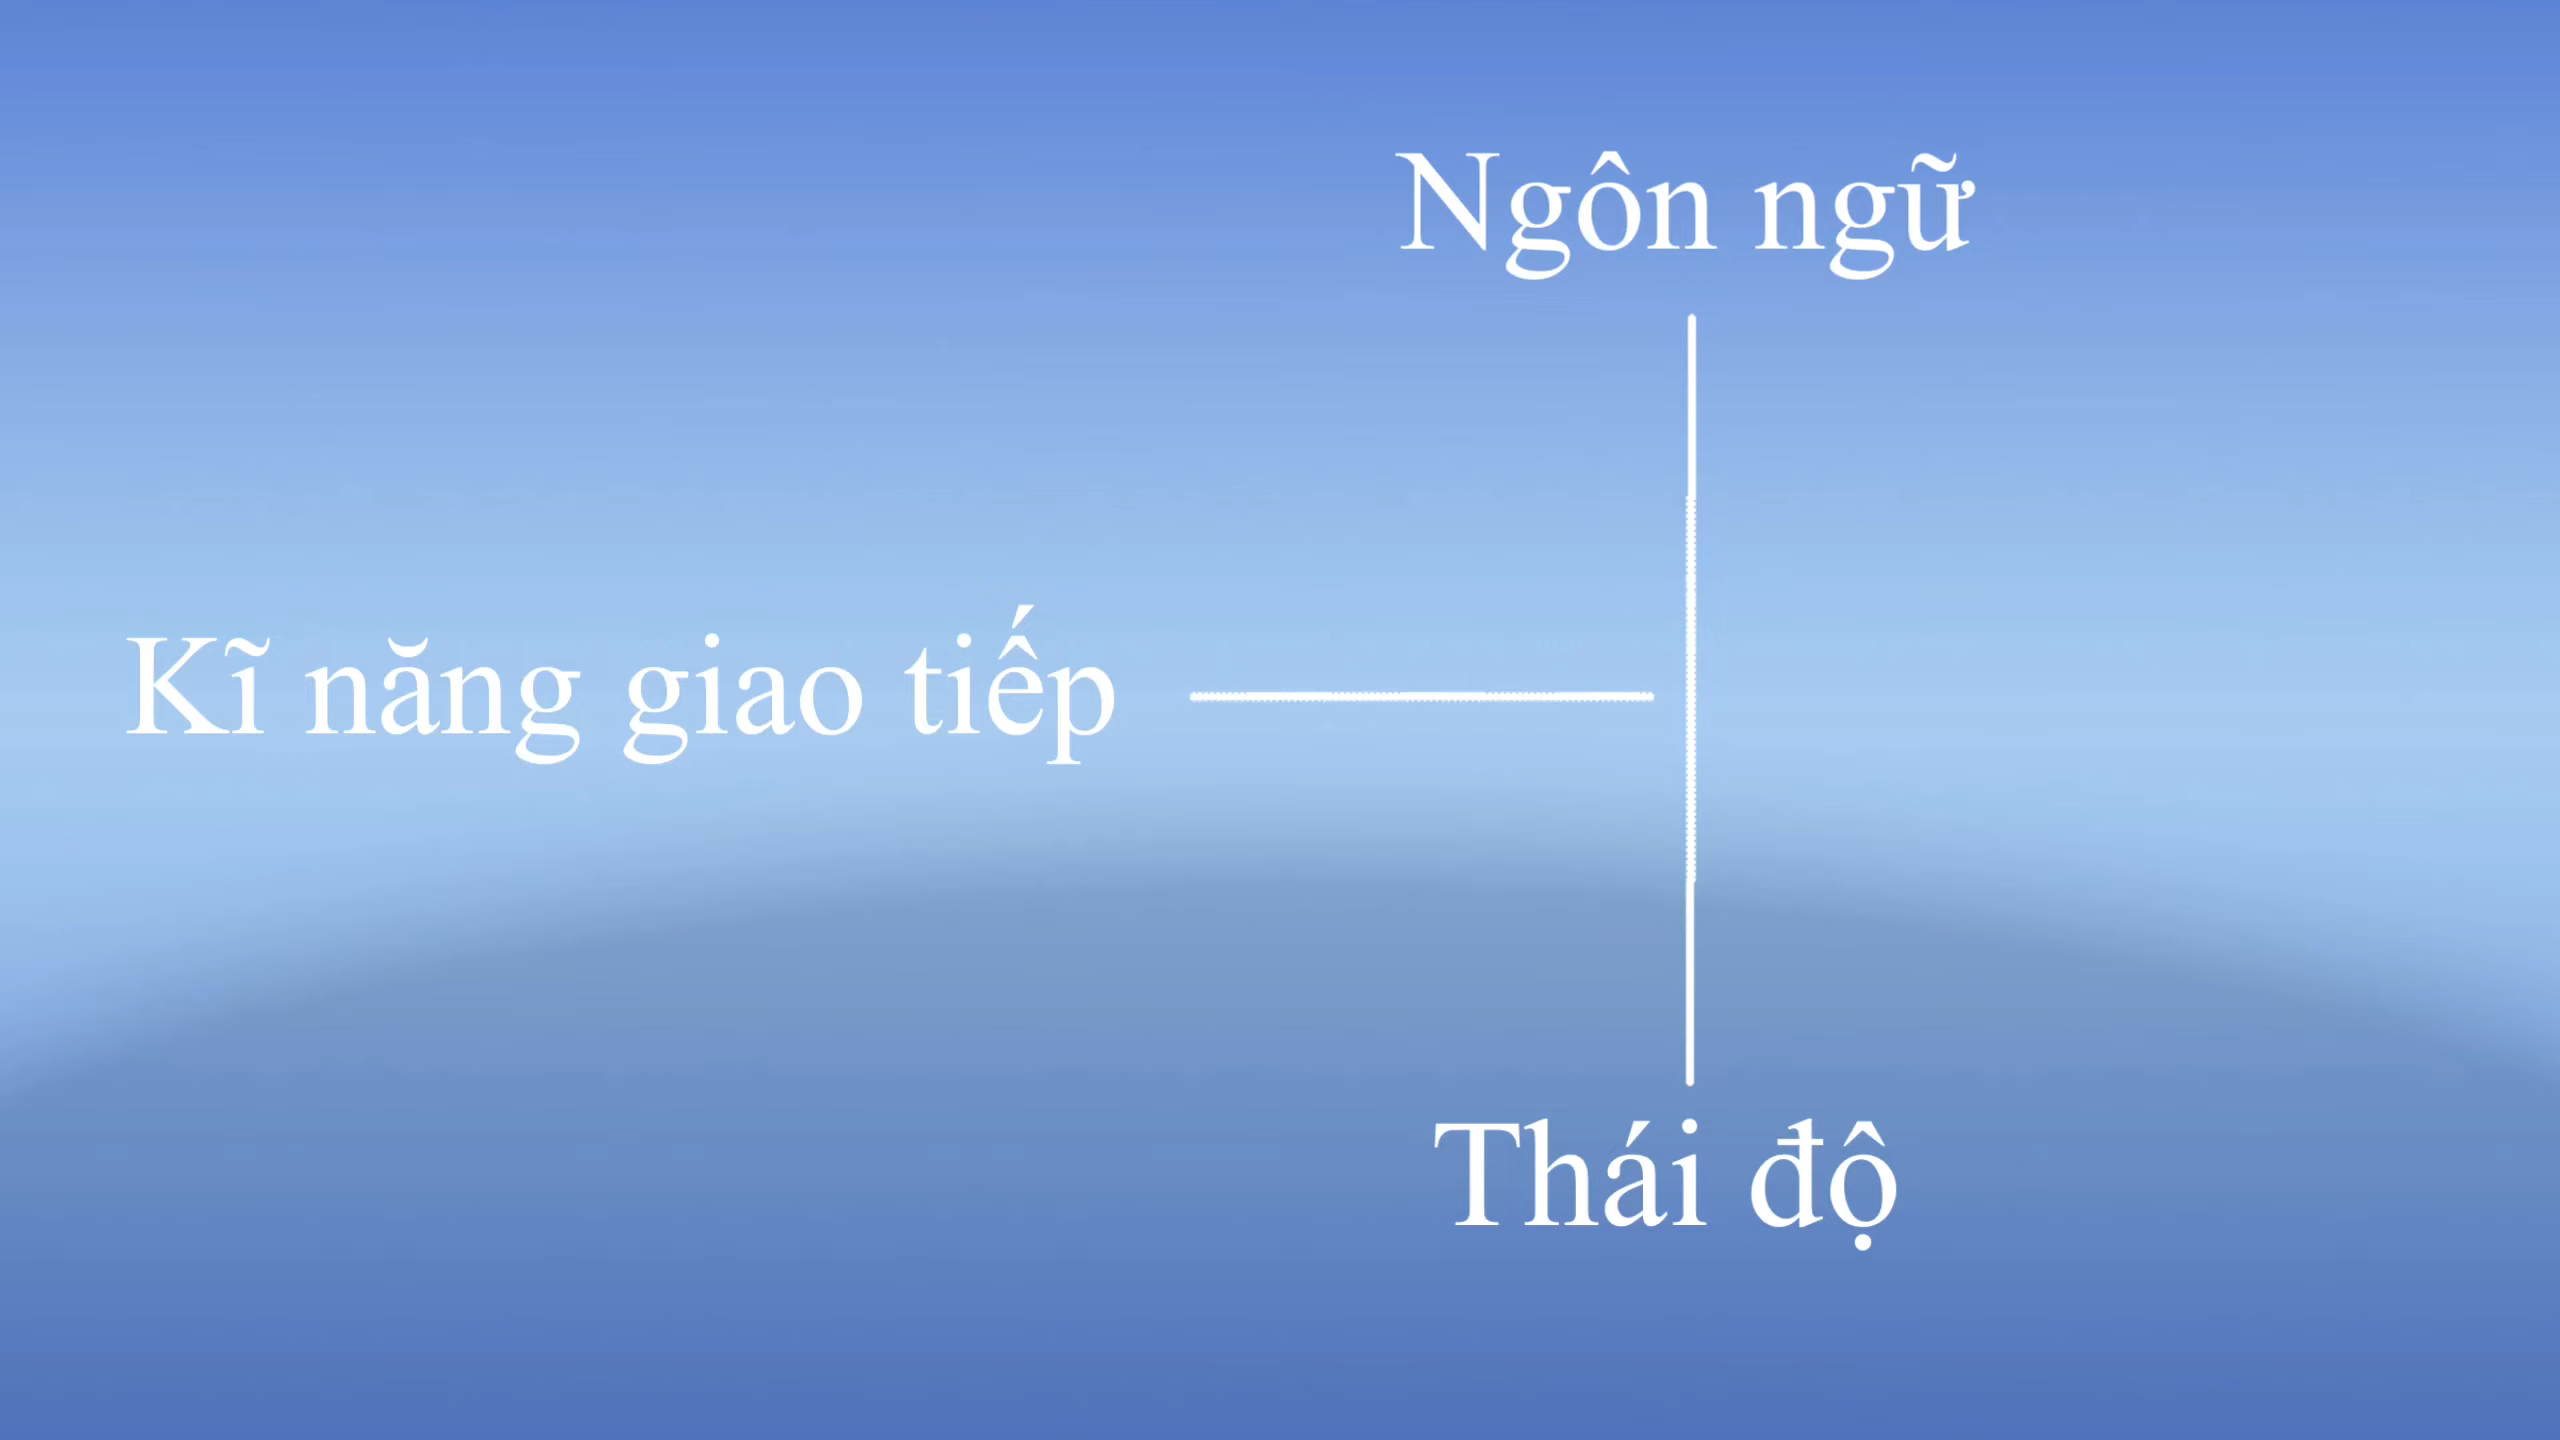 Ngôn ngữ
Kĩ năng giao tiếp
Thái độ